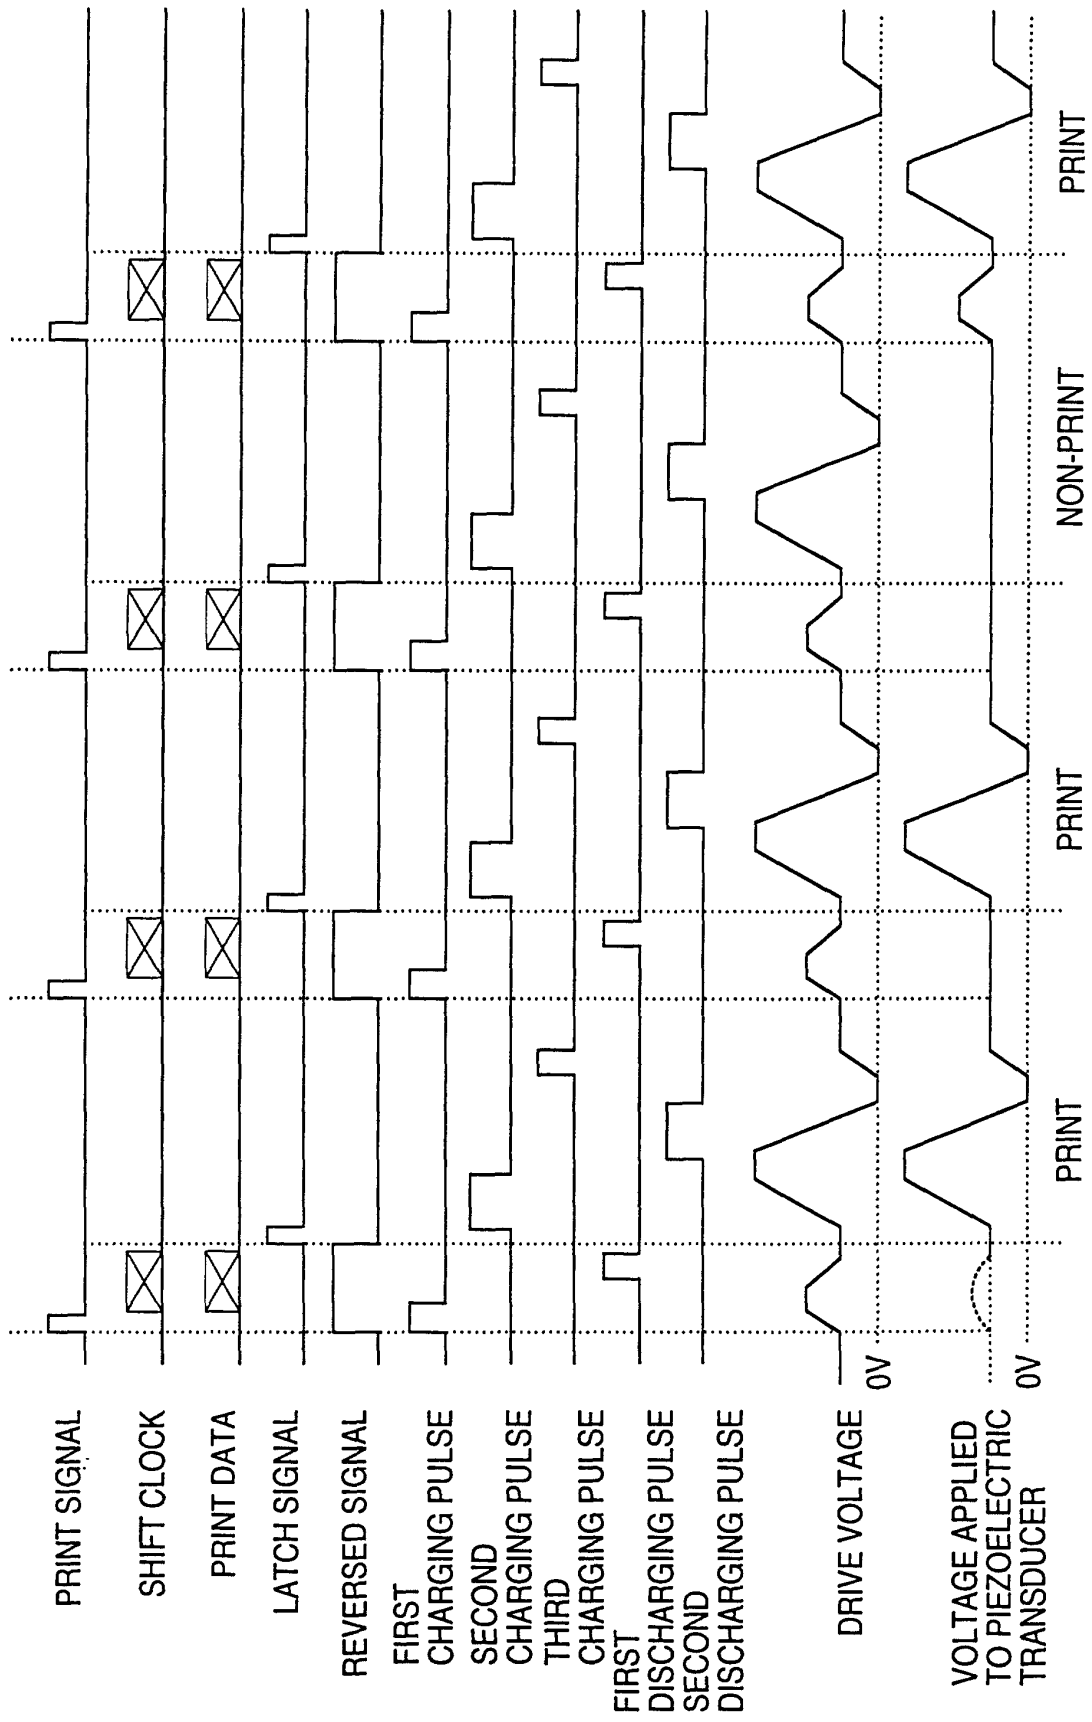 PRINT SIGNAL
SHIFT CLOCK
PRINT DATA
LATCH SIGNAL
REVERSED SIGNAL
FIRST
CHARGING PULSE
SECOND
CHARGING PULSE
THIRD
CHARGING PULSE
FIRST
DISCHARGING PULSE
SECOND
DISCHARGING PULSE
DRIVE VOLTAGE
0V
VOLTAGE APPLIED
TO PIEZOELECTRIC
TRANSDUCER
0V
PRINT
PRINT
NON-PRINT
PRINT